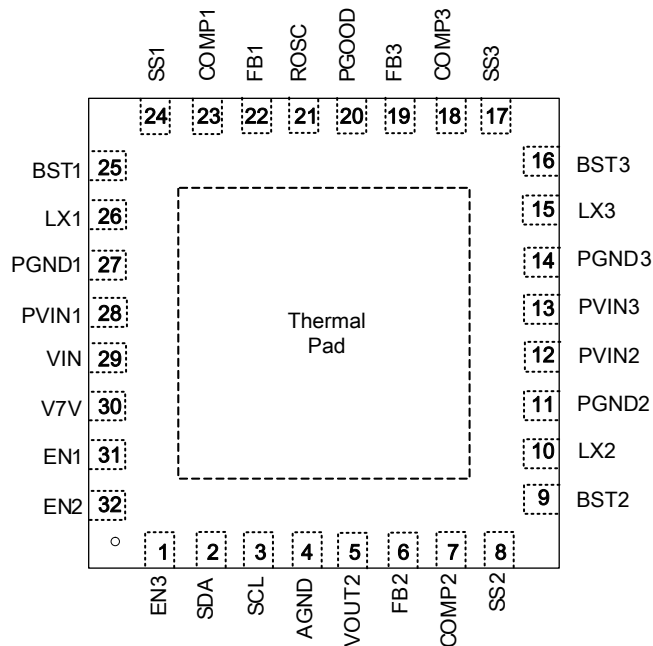 SS1
COMP1
FB1
ROSC
PGOOD
FB3
COMP3
SS3
24
23
22
21
20
19
18
17
BST1 25
LX1 26
PGND1 27
PVIN1 28
VIN 29
V7V 30
EN1 31
EN2 32
Thermal
Pad
16 BST3
15 LX3
14 PGND3
13 PVIN3
12 PVIN2
11 PGND2
10 LX2
9 BST2
1
2
3
4
5
6
7
8
EN3
SDA
SCL
AGND
VOUT2
FB2
COMP2
SS2